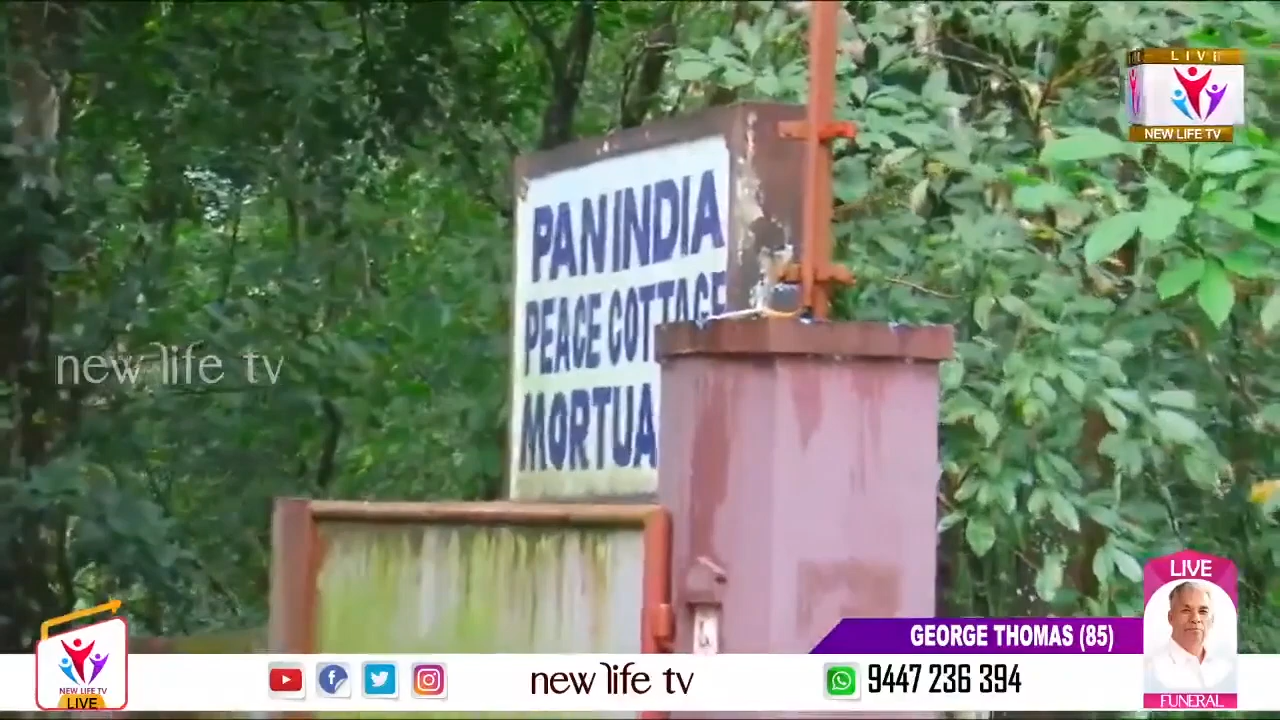 LIVE
NEW LIFE TV
PAN INDIA
PEACE COTTAGE
MORTUA
new life tv
LIVE
GEORGE THOMAS (85)
NEW LIFE TV
LIVE
new life tv
9447 236 394
FUNERAL